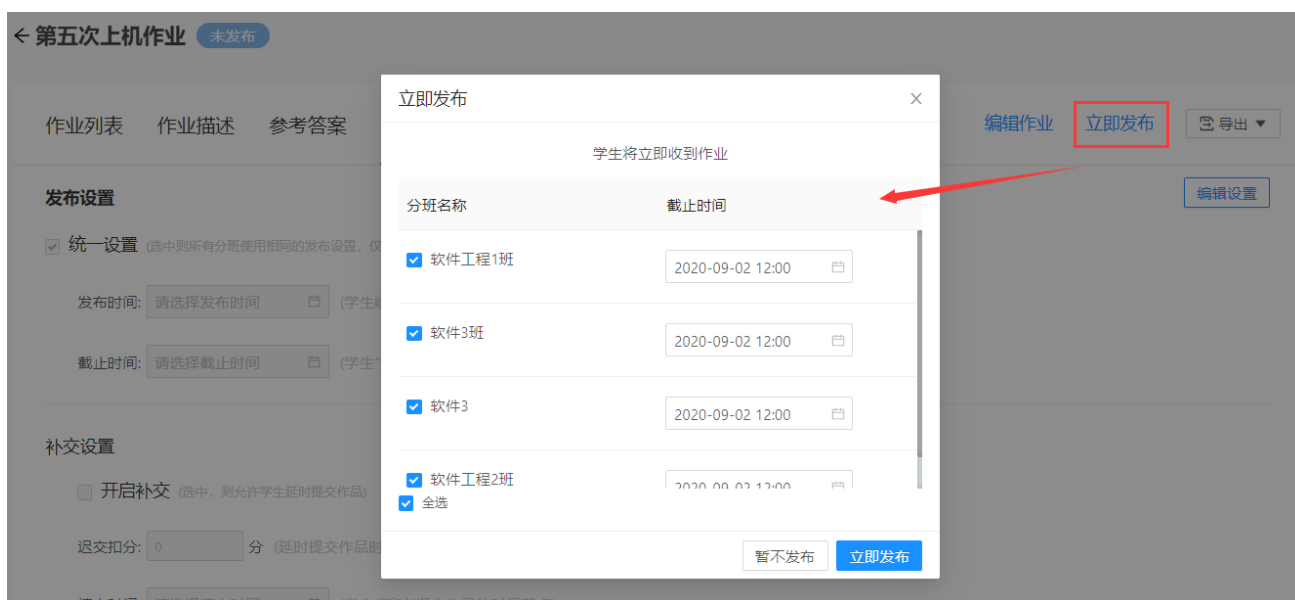 第五次上机作业 未发布
作业列表 作业描述 参考答案
编辑作业 立即发布 导出
立即发布
学生将立即收到作业
分班名称 截止时间
软件工程1班 2020-09-02 12:00
软件3班 2020-09-02 12:00
软件3 2020-09-02 12:00
软件工程2班 2020-09-02 12:00
全选
暂不发布 立即发布
发布设置
编辑设置
统一设置 (选中则所有分班使用相同的发布设置，仅
发布时间: 请选择发布时间 (学生收
截止时间: 请选择截止时间 (学生“
补交设置
开启补交 (选中，则允许学生延时提交作品)
迟交扣分: 0 分 (延时提交作品时